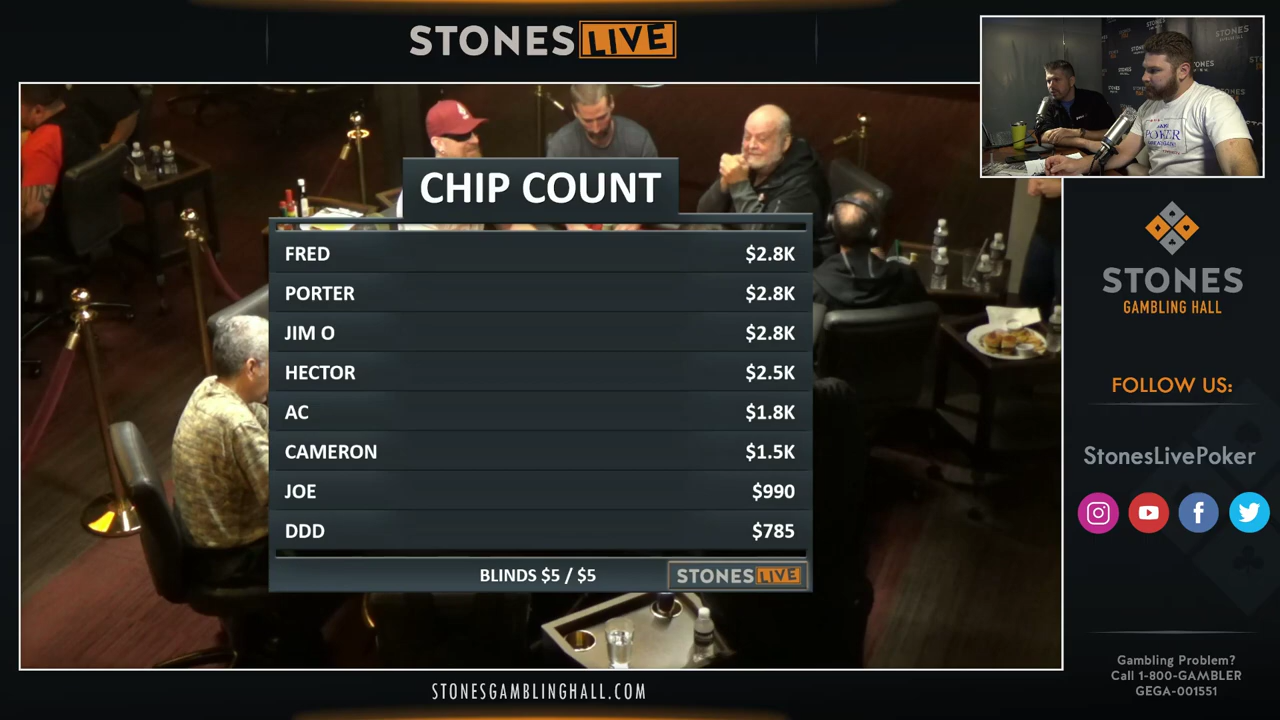 STONES LIVE
CHIP COUNT
FRED $2.8K
PORTER $2.8K
JIM O $2.8K
HECTOR $2.5K
AC $1.8K
CAMERON $1.5K
JOE $990
DDD $785
BLINDS $5 / $5
STONES LIVE
STONESGAMBLINGHALL.COM
STONES
POKER
STONES
GAMBLING HALL
FOLLOW US:
StonesLivePoker
Gambling Problem?
Call 1-800-GAMBLER
GEGA-001551